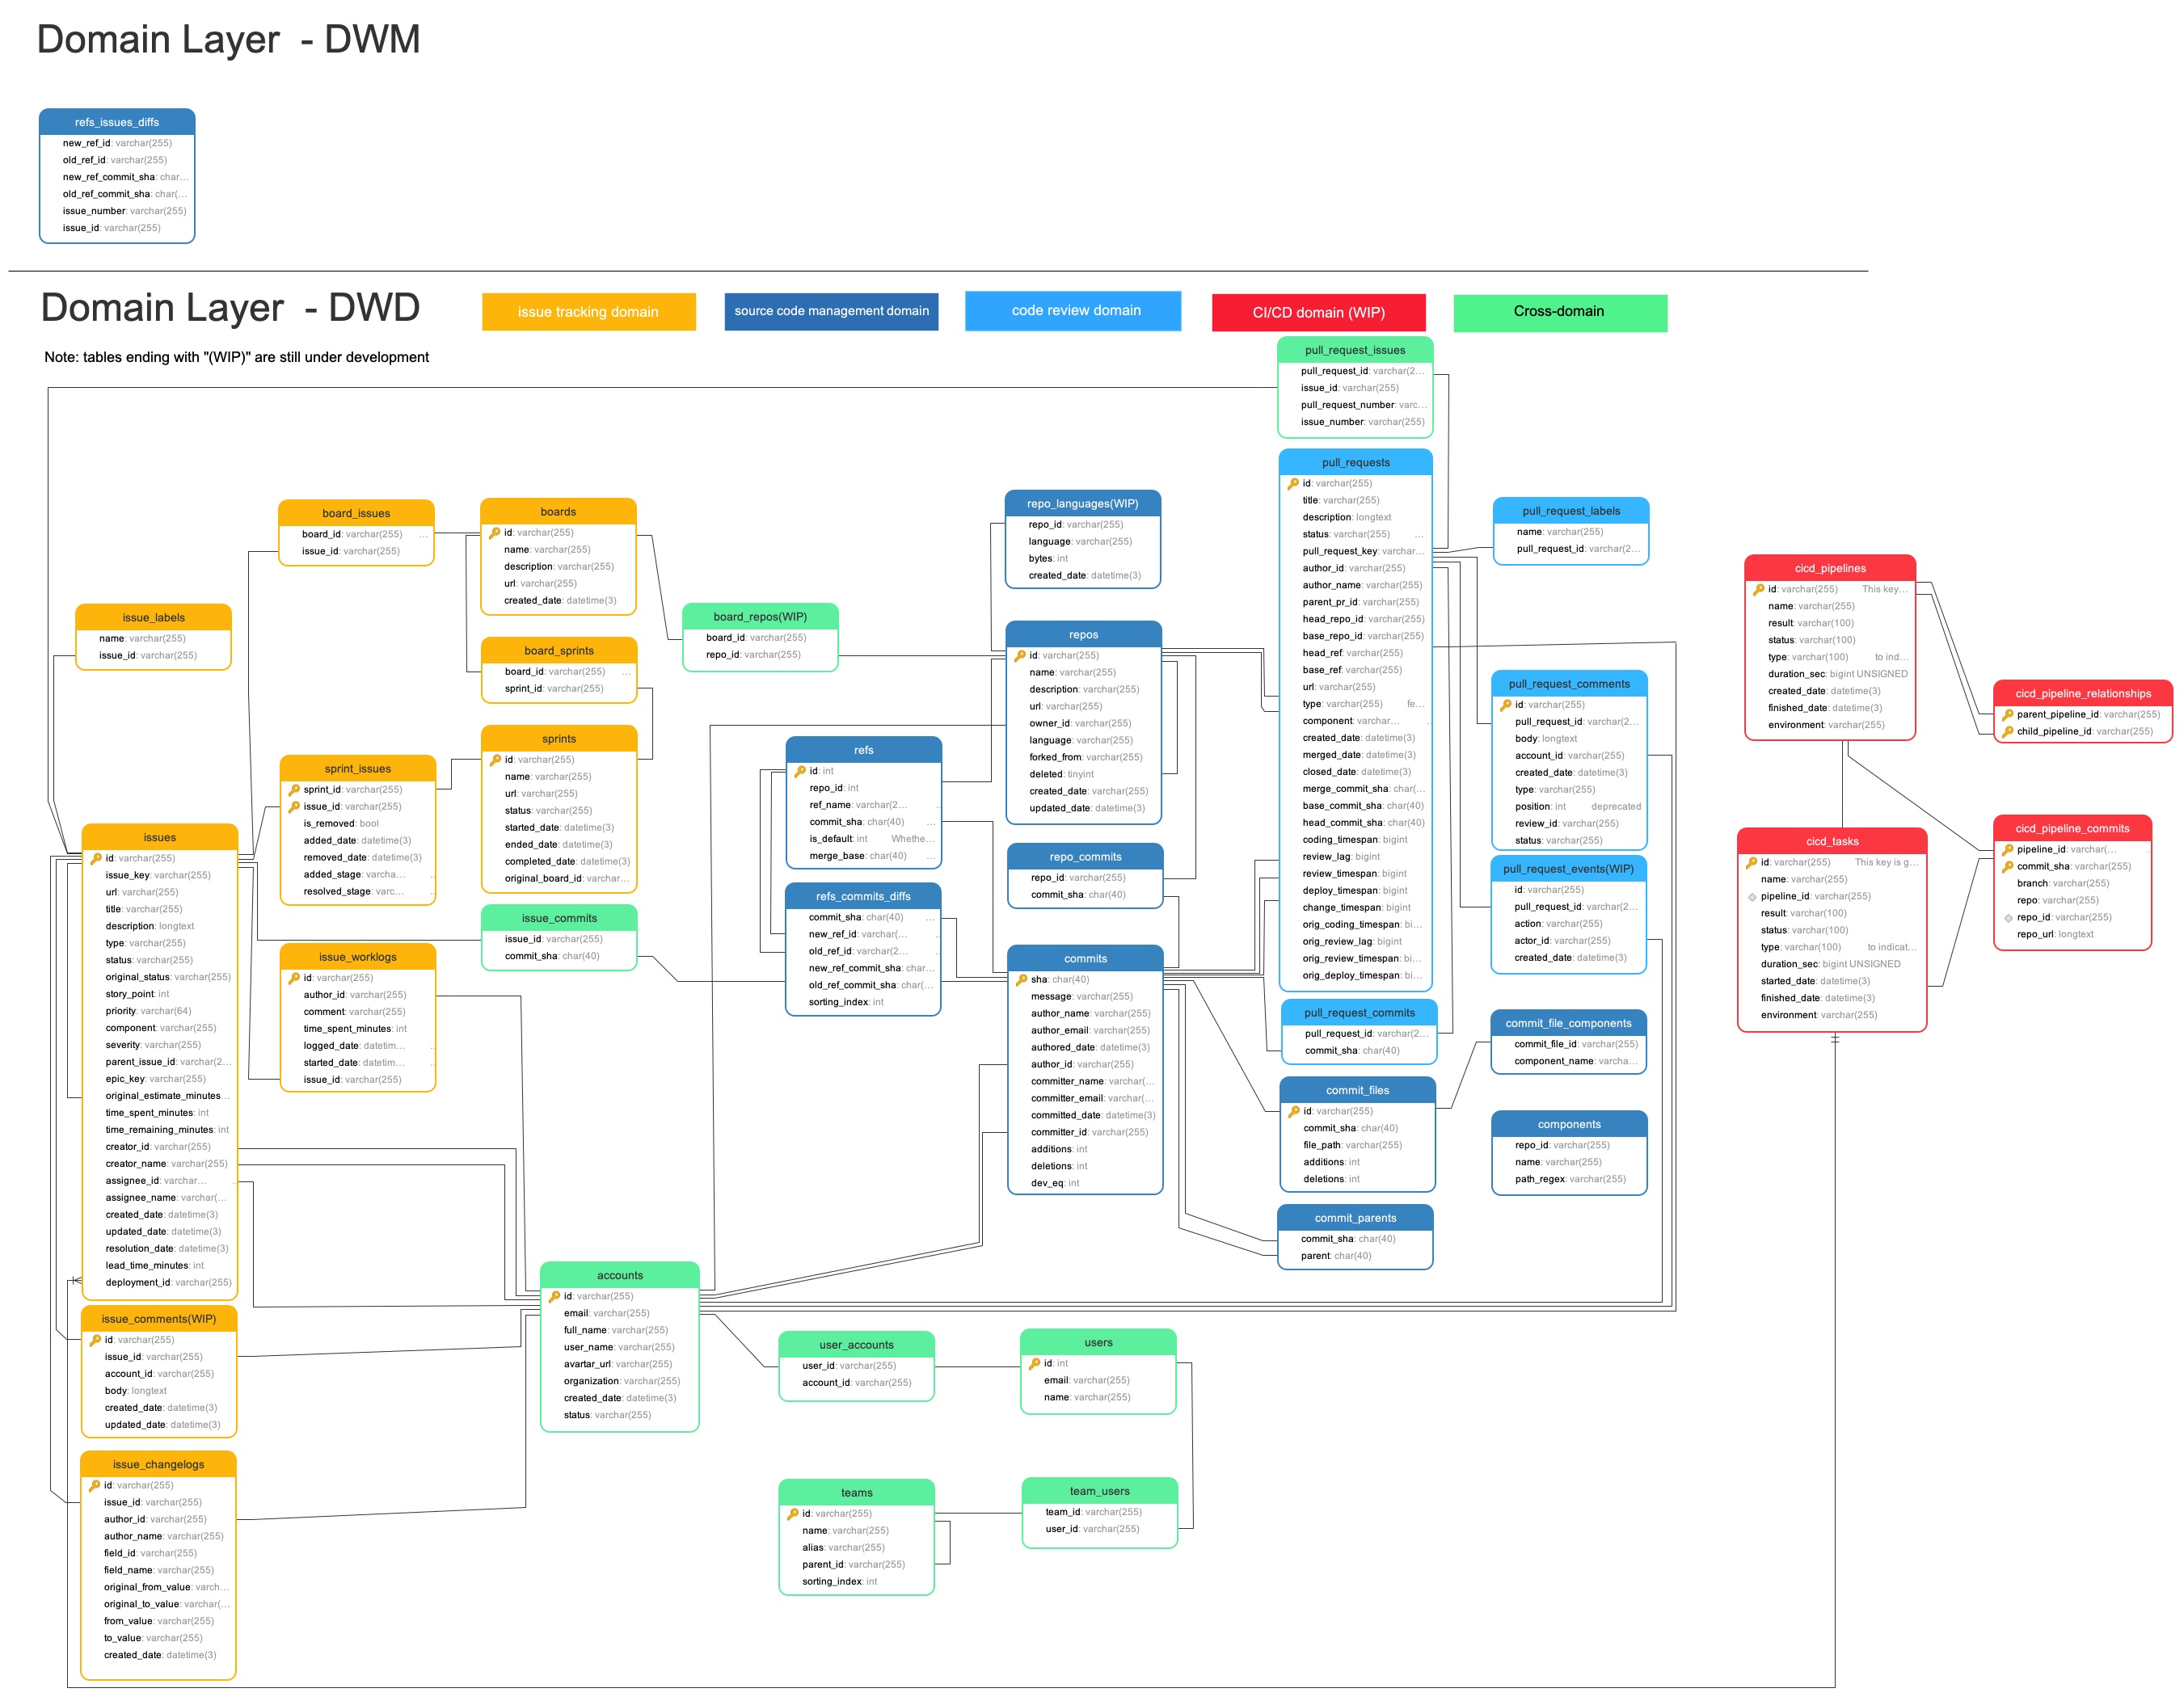 Domain Layer - DWM
refs_issues_diffs
new_ref_id: varchar(255)
old_ref_id: varchar(255)
new_ref_commit_sha: char...
old_ref_commit_sha: char(...
issue_number: varchar(255)
issue_id: varchar(255)
Domain Layer - DWD
issue tracking domain
source code management domain
code review domain
CI/CD domain (WIP)
Cross-domain
Note: tables ending with "(WIP)" are still under development
pull_request_issues
pull_request_id: varchar(2...
issue_id: varchar(255)
pull_request_number: varc...
issue_number: varchar(255)
issue_labels
name: varchar(255)
issue_id: varchar(255)
board_issues
board_id: varchar(255) ...
issue_id: varchar(255)
boards
id: varchar(255)
name: varchar(255)
description: varchar(255)
url: varchar(255)
created_date: datetime(3)
board_repos(WIP)
board_id: varchar(255)
repo_id: varchar(255)
board_sprints
board_id: varchar(255) ...
sprint_id: varchar(255)
sprints
id: varchar(255)
name: varchar(255)
url: varchar(255)
status: varchar(255)
started_date: datetime(3)
ended_date: datetime(3)
completed_date: datetime(3)
original_board_id: varchar...
sprint_issues
sprint_id: varchar(255)
issue_id: varchar(255)
is_removed: bool
added_date: datetime(3)
removed_date: datetime(3)
added_stage: varcha... ..
resolved_stage: varc... ..
issue_commits
issue_id: varchar(255)
commit_sha: char(40)
issue_worklogs
id: varchar(255)
author_id: varchar(255)
comment: varchar(255)
time_spent_minutes: int
logged_date: datetim... ..
started_date: datetim... ..
issue_id: varchar(255)
issues
id: varchar(255)
issue_key: varchar(255)
url: varchar(255)
title: varchar(255)
description: longtext
type: varchar(255)
status: varchar(255)
original_status: varchar(255)
story_point: int
priority: varchar(64)
component: varchar(255)
severity: varchar(255)
parent_issue_id: varchar(2...
epic_key: varchar(255)
original_estimate_minutes...
time_spent_minutes: int
time_remaining_minutes: int
creator_id: varchar(255)
creator_name: varchar(255)
assignee_id: varchar... ..
assignee_name: varchar(...
created_date: datetime(3)
updated_date: datetime(3)
resolution_date: datetime(3)
lead_time_minutes: int
deployment_id: varchar(255)
issue_comments(WIP)
id: varchar(255)
issue_id: varchar(255)
account_id: varchar(255)
body: longtext
created_date: datetime(3)
updated_date: datetime(3)
issue_changelogs
id: varchar(255)
issue_id: varchar(255)
author_id: varchar(255)
author_name: varchar(255)
field_id: varchar(255)
field_name: varchar(255)
original_from_value: varch...
original_to_value: varchar(...
from_value: varchar(255)
to_value: varchar(255)
created_date: datetime(3)
refs
id: int
repo_id: int
ref_name: varchar(2... ..
commit_sha: char(40) ...
is_default: int Whethe...
merge_base: char(40) ...
refs_commits_diffs
commit_sha: char(40) ...
new_ref_id: varchar(... ..
old_ref_id: varchar(2... ..
new_ref_commit_sha: char...
old_ref_commit_sha: char(...
sorting_index: int
repo_languages(WIP)
repo_id: varchar(255)
language: varchar(255)
bytes: int
created_date: datetime(3)
repos
id: varchar(255)
name: varchar(255)
description: varchar(255)
url: varchar(255)
owner_id: varchar(255)
language: varchar(255)
forked_from: varchar(255)
deleted: tinyint
created_date: varchar(255)
updated_date: datetime(3)
repo_commits
repo_id: varchar(255)
commit_sha: char(40)
commits
sha: char(40)
message: varchar(255)
author_name: varchar(255)
author_email: varchar(255)
authored_date: datetime(3)
author_id: varchar(255)
committer_name: varchar(...
committer_email: varchar(...
committed_date: datetime(3)
committer_id: varchar(255)
additions: int
deletions: int
dev_eq: int
pull_requests
id: varchar(255)
title: varchar(255)
description: longtext
status: varchar(255) ...
pull_request_key: varchar...
author_id: varchar(255)
author_name: varchar(255)
parent_pr_id: varchar(255)
head_repo_id: varchar(255)
base_repo_id: varchar(255)
head_ref: varchar(255)
base_ref: varchar(255)
url: varchar(255)
type: varchar(255) fe...
component: varchar... ..
created_date: datetime(3)
merged_date: datetime(3)
closed_date: datetime(3)
merge_commit_sha: char(...
base_commit_sha: char(40)
head_commit_sha: char(40)
coding_timespan: bigint
review_lag: bigint
review_timespan: bigint
deploy_timespan: bigint
change_timespan: bigint
orig_coding_timespan: bi...
orig_review_lag: bigint
orig_review_timespan: bi...
orig_deploy_timespan: bi...
pull_request_commits
pull_request_id: varchar(2...
commit_sha: char(40)
commit_files
id: varchar(255)
commit_sha: char(40)
file_path: varchar(255)
additions: int
deletions: int
commit_parents
commit_sha: char(40)
parent: char(40)
pull_request_labels
name: varchar(255)
pull_request_id: varchar(2...
pull_request_comments
id: varchar(255)
pull_request_id: varchar(2...
body: longtext
account_id: varchar(255)
created_date: datetime(3)
type: varchar(255)
position: int deprecated
review_id: varchar(255)
status: varchar(255)
pull_request_events(WIP)
id: varchar(255)
pull_request_id: varchar(2...
action: varchar(255)
actor_id: varchar(255)
created_date: datetime(3)
commit_file_components
commit_file_id: varchar(255)
component_name: varcha...
components
repo_id: varchar(255)
name: varchar(255)
path_regex: varchar(255)
cicd_pipelines
id: varchar(255) This key...
name: varchar(255)
result: varchar(100)
status: varchar(100)
type: varchar(100) to ind...
duration_sec: bigint UNSIGNED
created_date: datetime(3)
finished_date: datetime(3)
environment: varchar(255)
cicd_pipeline_relationships
parent_pipeline_id: varchar(255)
child_pipeline_id: varchar(255)
cicd_tasks
id: varchar(255) This key is g...
name: varchar(255)
pipeline_id: varchar(255)
result: varchar(100)
status: varchar(100)
type: varchar(100) to indicat...
duration_sec: bigint UNSIGNED
started_date: datetime(3)
finished_date: datetime(3)
environment: varchar(255)
cicd_pipeline_commits
pipeline_id: varchar(... ..
commit_sha: varchar(255)
branch: varchar(255)
repo: varchar(255)
repo_id: varchar(255)
repo_url: longtext
accounts
id: varchar(255)
email: varchar(255)
full_name: varchar(255)
user_name: varchar(255)
avartar_url: varchar(255)
organization: varchar(255)
created_date: datetime(3)
status: varchar(255)
user_accounts
user_id: varchar(255)
account_id: varchar(255)
users
id: int
email: varchar(255)
name: varchar(255)
teams
id: varchar(255)
name: varchar(255)
alias: varchar(255)
parent_id: varchar(255)
sorting_index: int
team_users
team_id: varchar(255)
user_id: varchar(255)